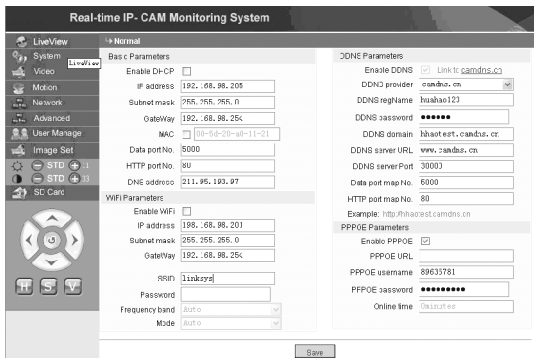 Real-time IP- CAM Monitoring System
LiveView
System
LiveView
Video
Motion
Network
Advanced
User Manage
Image Set
STD
STD
SD Card
H S V
Normal
Basic Parameters
Enable DHCP
IP address 192.168.98.205
Subnet mask 255.255.255.0
GateWay 192.168.98.254
MAC 00-5d-20-a0-11-21
Data port No. 5000
HTTP port No. 80
DNS address 211.95.193.97
WiFi Parameters
Enable WiFi
IP address 198.168.98.201
Subnet mask 255.255.255.0
GateWay 192.168.98.254
SSID linksys
Password
Frequency band Auto
Mode Auto
DDNS Parameters
Enable DDNS Link to camdns.cn
DDNS provider camdns.cn
DDNS regName huahao123
DDNS password ●●●●●●
DDNS domain hhaotest.camdns.cn
DDNS server URL www.camdns.cn
DDNS server Port 30003
Data port map No. 5000
HTTP port map No. 80
Example: http://hhaotest.camdns.cn
PPPOE Parameters
Enable PPPOE
PPPOE URL
PPPOE username 89635781
PPPOE password ●●●●●●●●●
Online time 0minutes
Save